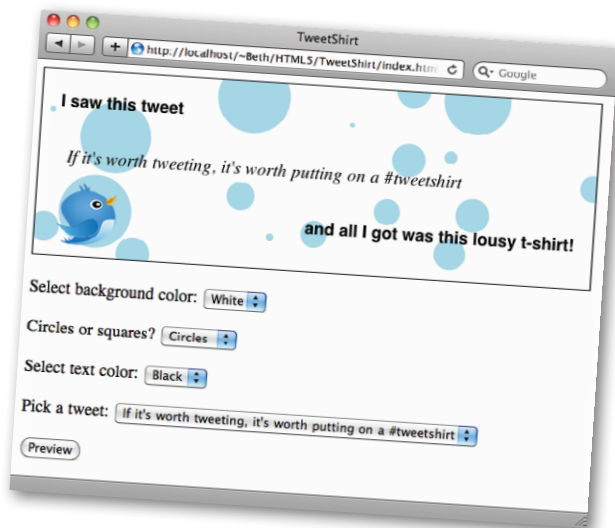 TweetShirt
http://localhost/~Beth/HTML5/TweetShirt/index.htm
Google
I saw this tweet
If it's worth tweeting, it's worth putting on a #tweetshirt
and all I got was this lousy t-shirt!
Select background color: White
Circles or squares? Circles
Select text color: Black
Pick a tweet: If it's worth tweeting, it's worth putting on a #tweetshirt
Preview